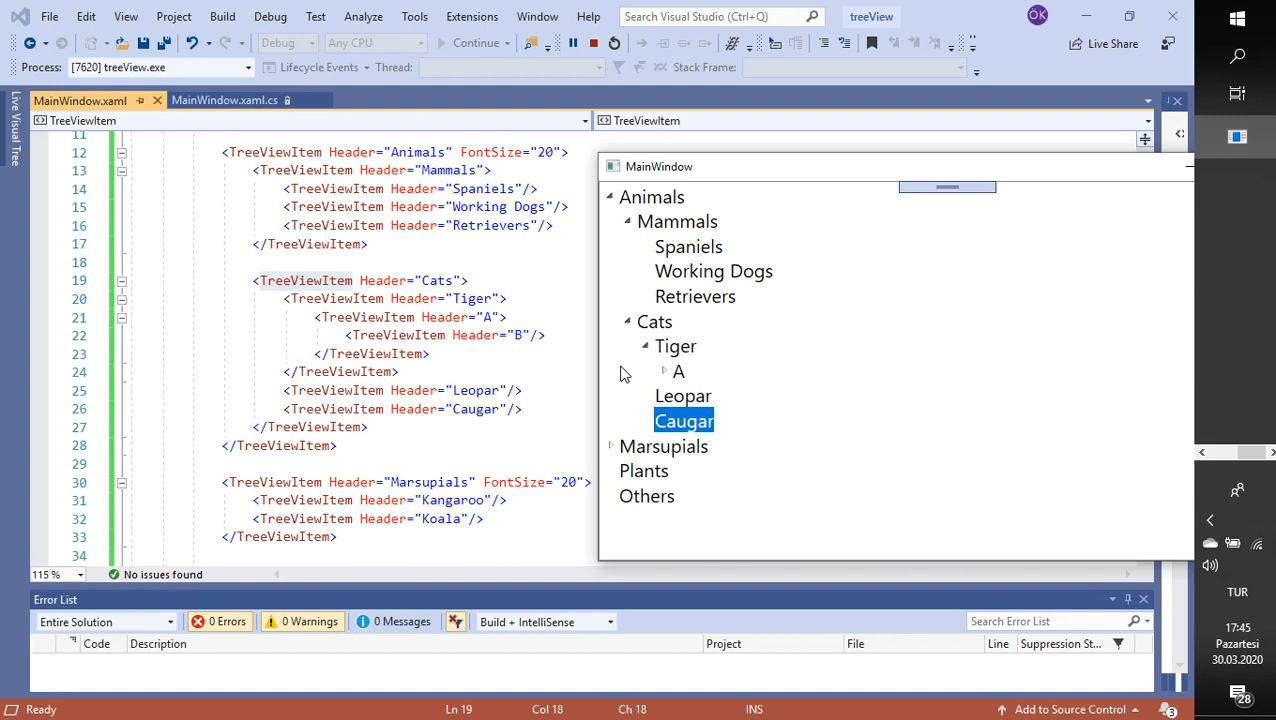 File Edit View Project Build Debug Test Analyze Tools Extensions Window Help Search Visual Studio (Ctrl+Q) treeView OK
Debug Any CPU Continue Live Share
Process: [7620] treeView.exe Lifecycle Events Thread: Stack Frame:
MainWindow.xaml MainWindow.xaml.cs
TreeViewItem TreeViewItem
Live Visual Tree
11
12 <TreeViewItem Header="Animals" FontSize="20">
13 <TreeViewItem Header="Mammals">
14 <TreeViewItem Header="Spaniels"/>
15 <TreeViewItem Header="Working Dogs"/>
16 <TreeViewItem Header="Retrievers"/>
17 </TreeViewItem>
18
19 <TreeViewItem Header="Cats">
20 <TreeViewItem Header="Tiger">
21 <TreeViewItem Header="A">
22 <TreeViewItem Header="B"/>
23 </TreeViewItem>
24 </TreeViewItem>
25 <TreeViewItem Header="Leopar"/>
26 <TreeViewItem Header="Caugar"/>
27 </TreeViewItem>
28 </TreeViewItem>
29
30 <TreeViewItem Header="Marsupials" FontSize="20">
31 <TreeViewItem Header="Kangaroo"/>
32 <TreeViewItem Header="Koala"/>
33 </TreeViewItem>
34
MainWindow
Animals
Mammals
Spaniels
Working Dogs
Retrievers
Cats
Tiger
A
Leopar
Caugar
Marsupials
Plants
Others
115 % No issues found
Error List
Entire Solution 0 Errors 0 Warnings 0 Messages Build + IntelliSense Search Error List
Code Description Project File Line Suppression St...
Ready Ln 19 Col 18 Ch 18 INS Add to Source Control 3
TUR
17:45
Pazartesi
30.03.2020
28